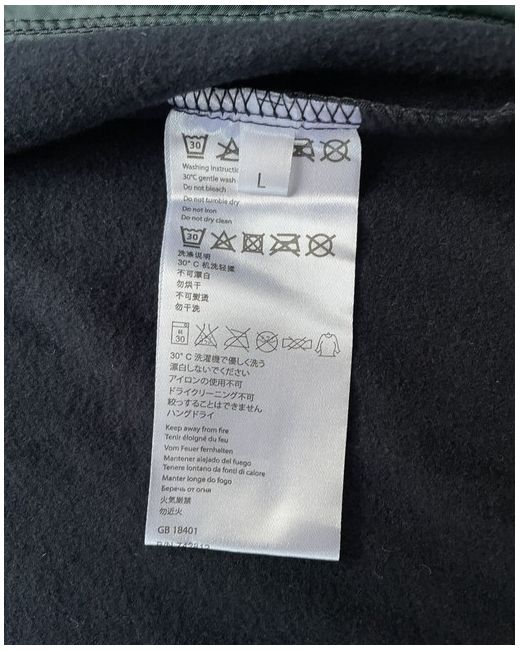 30
L
Washing Instructi
30°C gentle wash
Do not bleach
Do not tumble dry
Do not iron
Do not dry clean
30
洗涤说明
30° C 机洗轻揉
不可漂白
勿烘干
不可熨烫
勿干洗
30
30° C 洗濯機で優しく洗う
漂白しないでください
アイロンの使用不可
ドライクリーニング不可
絞っすることはできません
ハングドライ
Keep away from fire
Tenir éloigné du feu
Vom Feuer fernhalten
Mantener alajado del fuego
Tenere lontano da fonti di calore
Manter longe do fogo
Беречь от огня
火気厳禁
勿近火
GB 18401